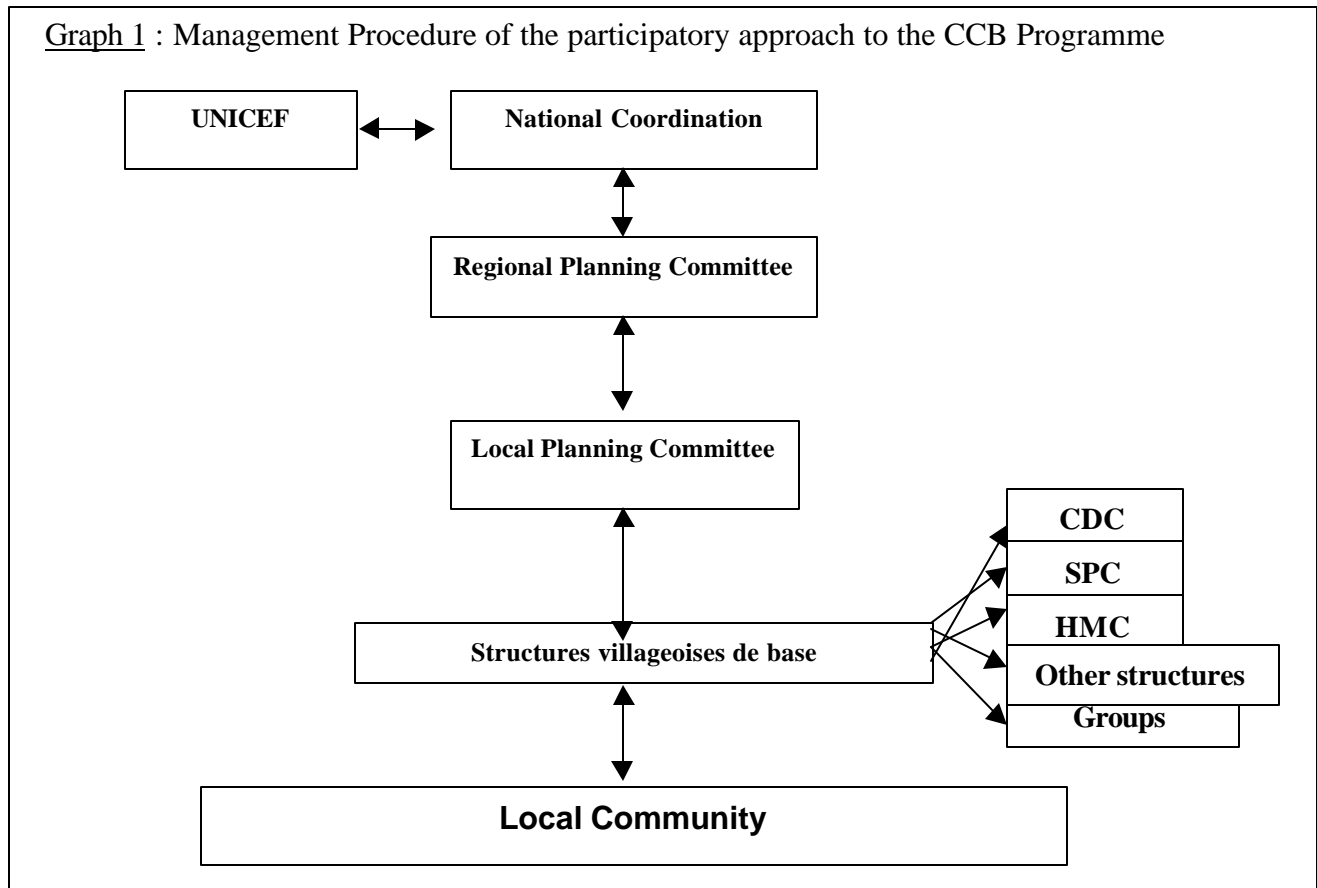 Graph 1 : Management Procedure of the participatory approach to the CCB Programme
UNICEF
National Coordination
Regional Planning Committee
Local Planning Committee
CDC
SPC
HMC
Other structures
Groups
Structures villageoises de base
Local Community